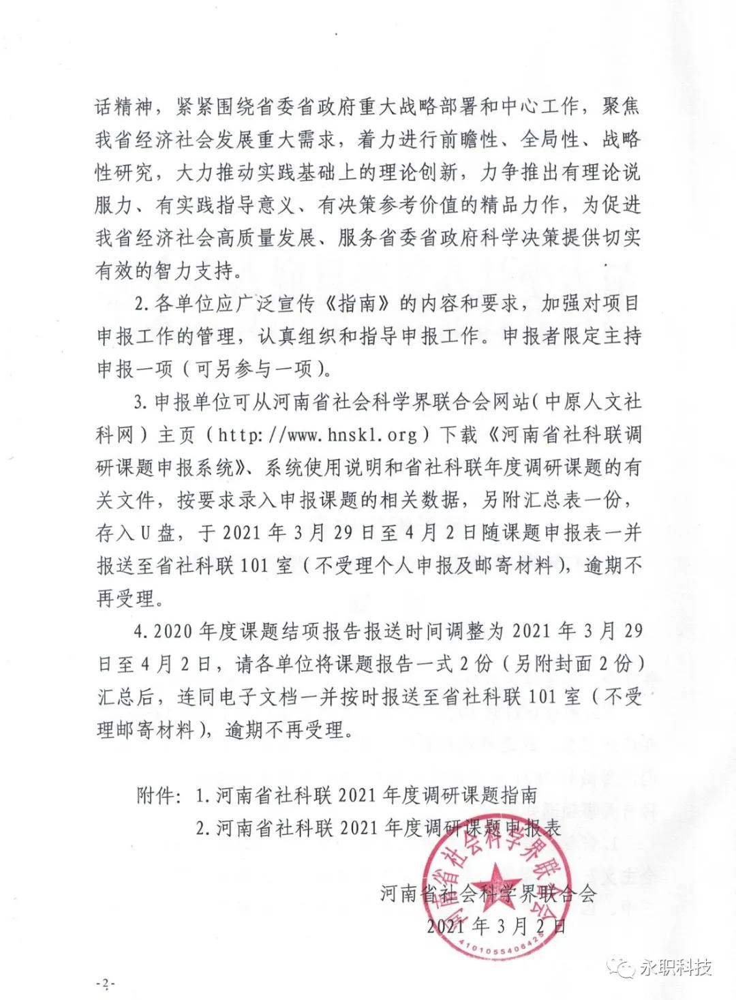 话精神，紧紧围绕省委省政府重大战略部署和中心工作，聚焦
我省经济社会发展重大需求，着力进行前瞻性、全局性、战略
性研究，大力推动实践基础上的理论创新，力争推出有理论说
服力、有实践指导意义、有决策参考价值的精品力作，为促进
我省经济社会高质量发展、服务省委省政府科学决策提供切实
有效的智力支持。
2.各单位应广泛宣传《指南》的内容和要求，加强对项目
申报工作的管理，认真组织和指导申报工作。申报者限定主持
申报一项（可另参与一项）。
3.申报单位可从河南省社会科学界联合会网站（中原人文社
科网）主页（http://www.hnskl.org）下载《河南省社科联调
研课题申报系统》、系统使用说明和省社科联年度调研课题的有
关文件，按要求录入申报课题的相关数据，另附汇总表一份，
存入U盘，于2021年3月29日至4月2日随课题申报表一并
报送至省社科联101室（不受理个人申报及邮寄材料），逾期不
再受理。
4.2020年度课题结项报告报送时间调整为2021年3月29
日至4月2日，请各单位将课题报告一式2份（另附封面2份）
汇总后，连同电子文档一并按时报送至省社科联101室（不受
理邮寄材料），逾期不再受理。
附件：1.河南省社科联2021年度调研课题指南
2.河南省社科联2021年度调研课题申报表
河南省社会科学界联合会
河南省社会科学界联合会
2021年3月2日
4101055406425
永职科技
-2-